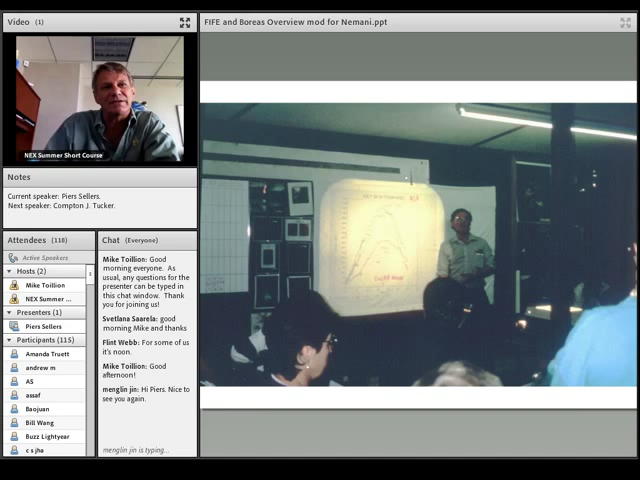 Video (1)
FIFE and Boreas Overview mod for Nemani.ppt
NEX Summer Short Course
Notes
Current speaker: Piers Sellers.
Next speaker: Compton J. Tucker.
Attendees (118)
Active Speakers
Hosts (2)
Mike Toillion
NEX Summer ...
Presenters (1)
Piers Sellers
Participants (115)
Amanda Truett
andrew m
AS
assaf
Baojuan
Bill Wang
Buzz Lightyear
c s jha
Chat (Everyone)
Mike Toillion: Good
morning everyone. As
usual, any questions for the
presenter can be typed in
this chat window. Thank
you for joining us!
Svetlana Saarela: good
morning Mike and thanks
Flint Webb: For some of us
it's noon.
Mike Toillion: Good
afternoon!
menglin jin: Hi Piers. Nice to
see you again.
menglin jin is typing...